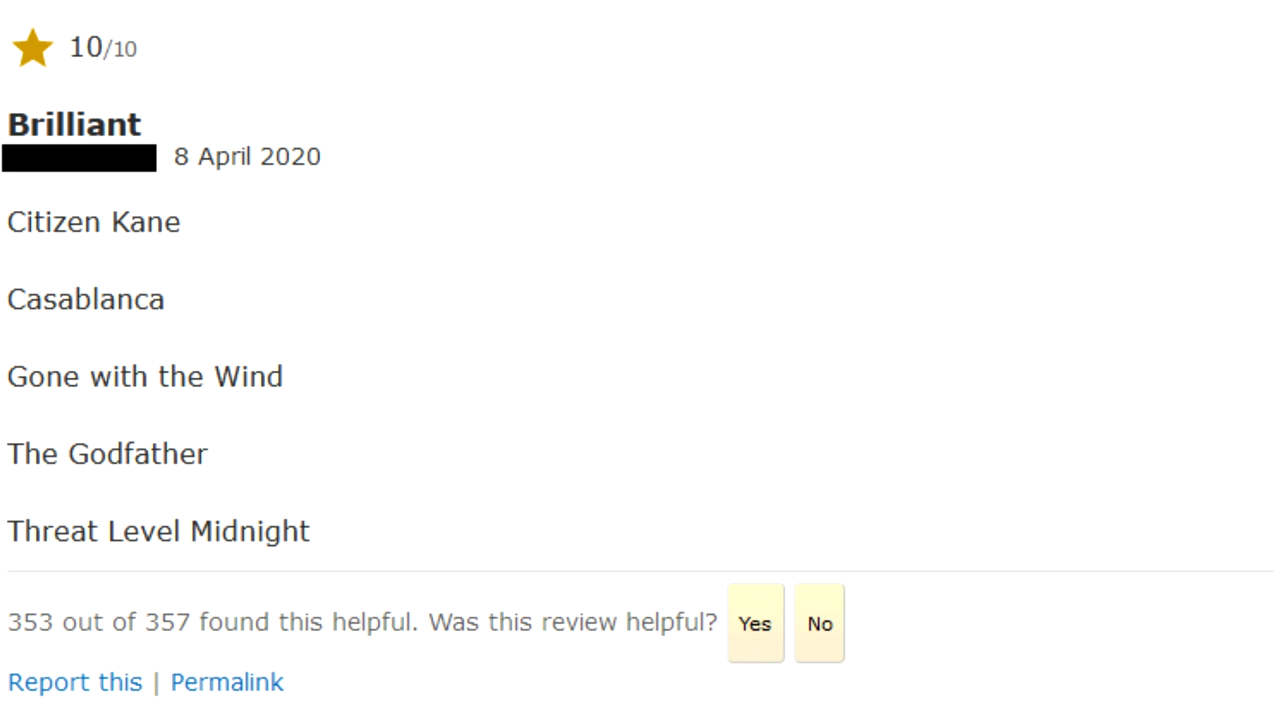 10/10
Brilliant
8 April 2020
Citizen Kane
Casablanca
Gone with the Wind
The Godfather
Threat Level Midnight
353 out of 357 found this helpful. Was this review helpful? Yes No
Report this | Permalink